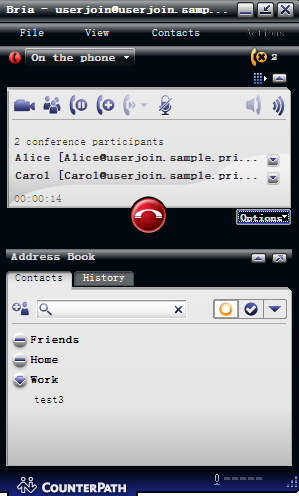 Bria - userjoin@userjoin.samp...
File View Contacts Actions
On the phone
2
2 conference participants
Alice [Alice@userjoin.sample.pri...
Carol [Carol@userjoin.sample.pri...
00:00:14
Options
Address Book
Contacts History
Friends
Home
Work
test3
COUNTERPATH